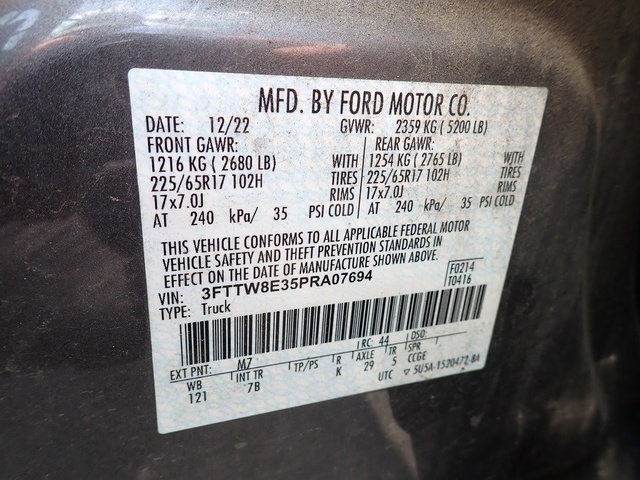 MFD. BY FORD MOTOR CO.
DATE: 12/22 GVWR: 2359 KG ( 5200 LB)
FRONT GAWR: REAR GAWR:
1216 KG ( 2680 LB) WITH 1254 KG ( 2765 LB) WITH
225/65R17 102H TIRES 225/65R17 102H TIRES
17x7.0J RIMS 17x7.0J RIMS
AT 240 kPa/ 35 PSI COLD AT 240 kPa/ 35 PSI COLD
THIS VEHICLE CONFORMS TO ALL APPLICABLE FEDERAL MOTOR
VEHICLE SAFETY AND THEFT PREVENTION STANDARDS IN
EFFECT ON THE DATE OF MANUFACTURE SHOWN ABOVE.
VIN: 3FTTW8E35PRA07694 F0214
TYPE: Truck T0416
EXT PNT: M7 RC: 44 DSO:
WB INT TR TP/PS R AXLE TR SPR
121 7B K 29 5 CCGE
UTC ▽ 5U5A-1520472-BA